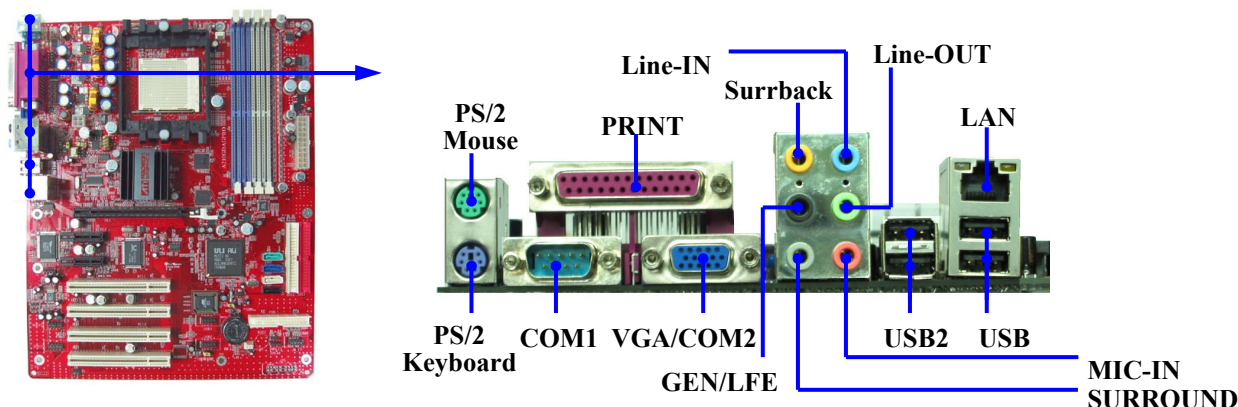 Line-IN
Line-OUT
Surrback
PS/2
Mouse
PRINT
LAN
PS/2
Keyboard
COM1
VGA/COM2
USB2
USB
GEN/LFE
MIC-IN
SURROUND